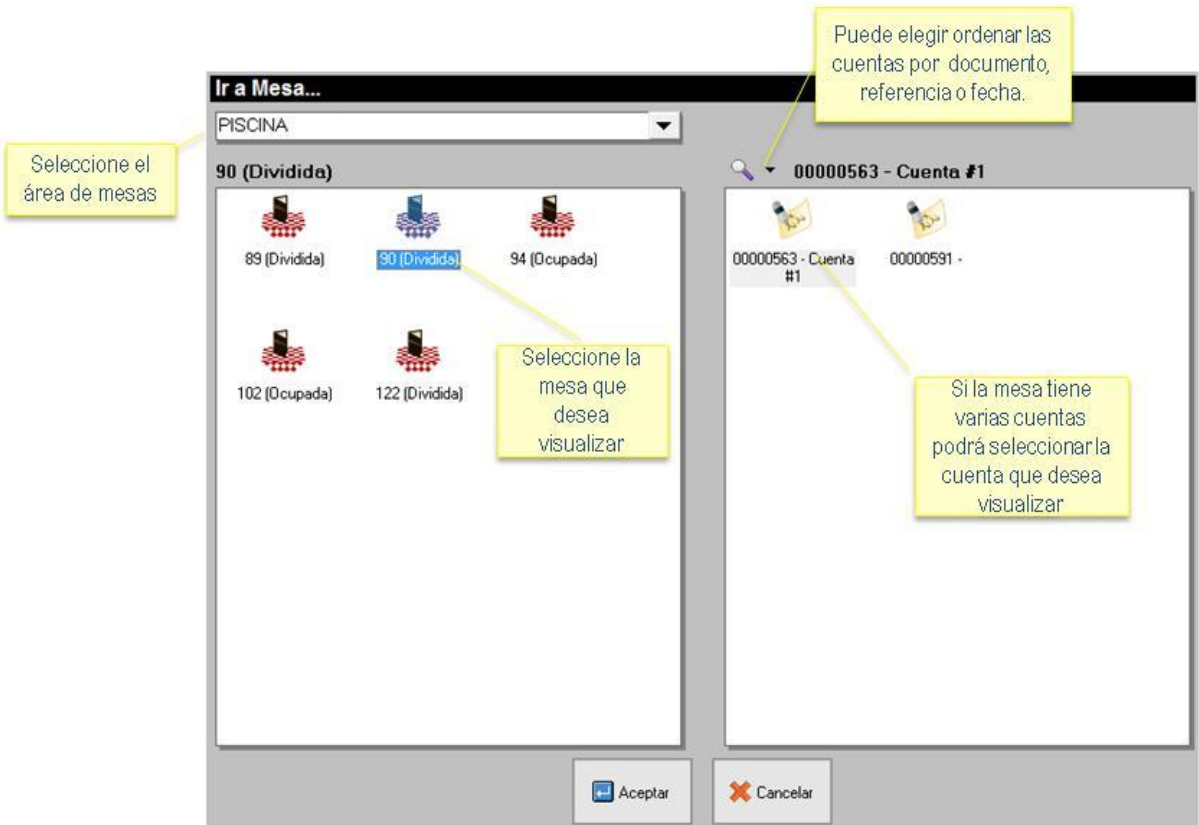 Puede elegir ordenar las
cuentas por documento,
referencia o fecha.
Ir a Mesa...
PISCINA
Seleccione el
área de mesas
90 (Dividida)
00000563 - Cuenta #1
89 (Dividida)
90 (Dividida)
94 (Ocupada)
00000563 - Cuenta
#1
00000591 -
102 (Ocupada)
122 (Dividida)
Seleccione la
mesa que
desea
visualizar
Si la mesa tiene
varias cuentas
podrá seleccionar la
cuenta que desea
visualizar
Aceptar
Cancelar